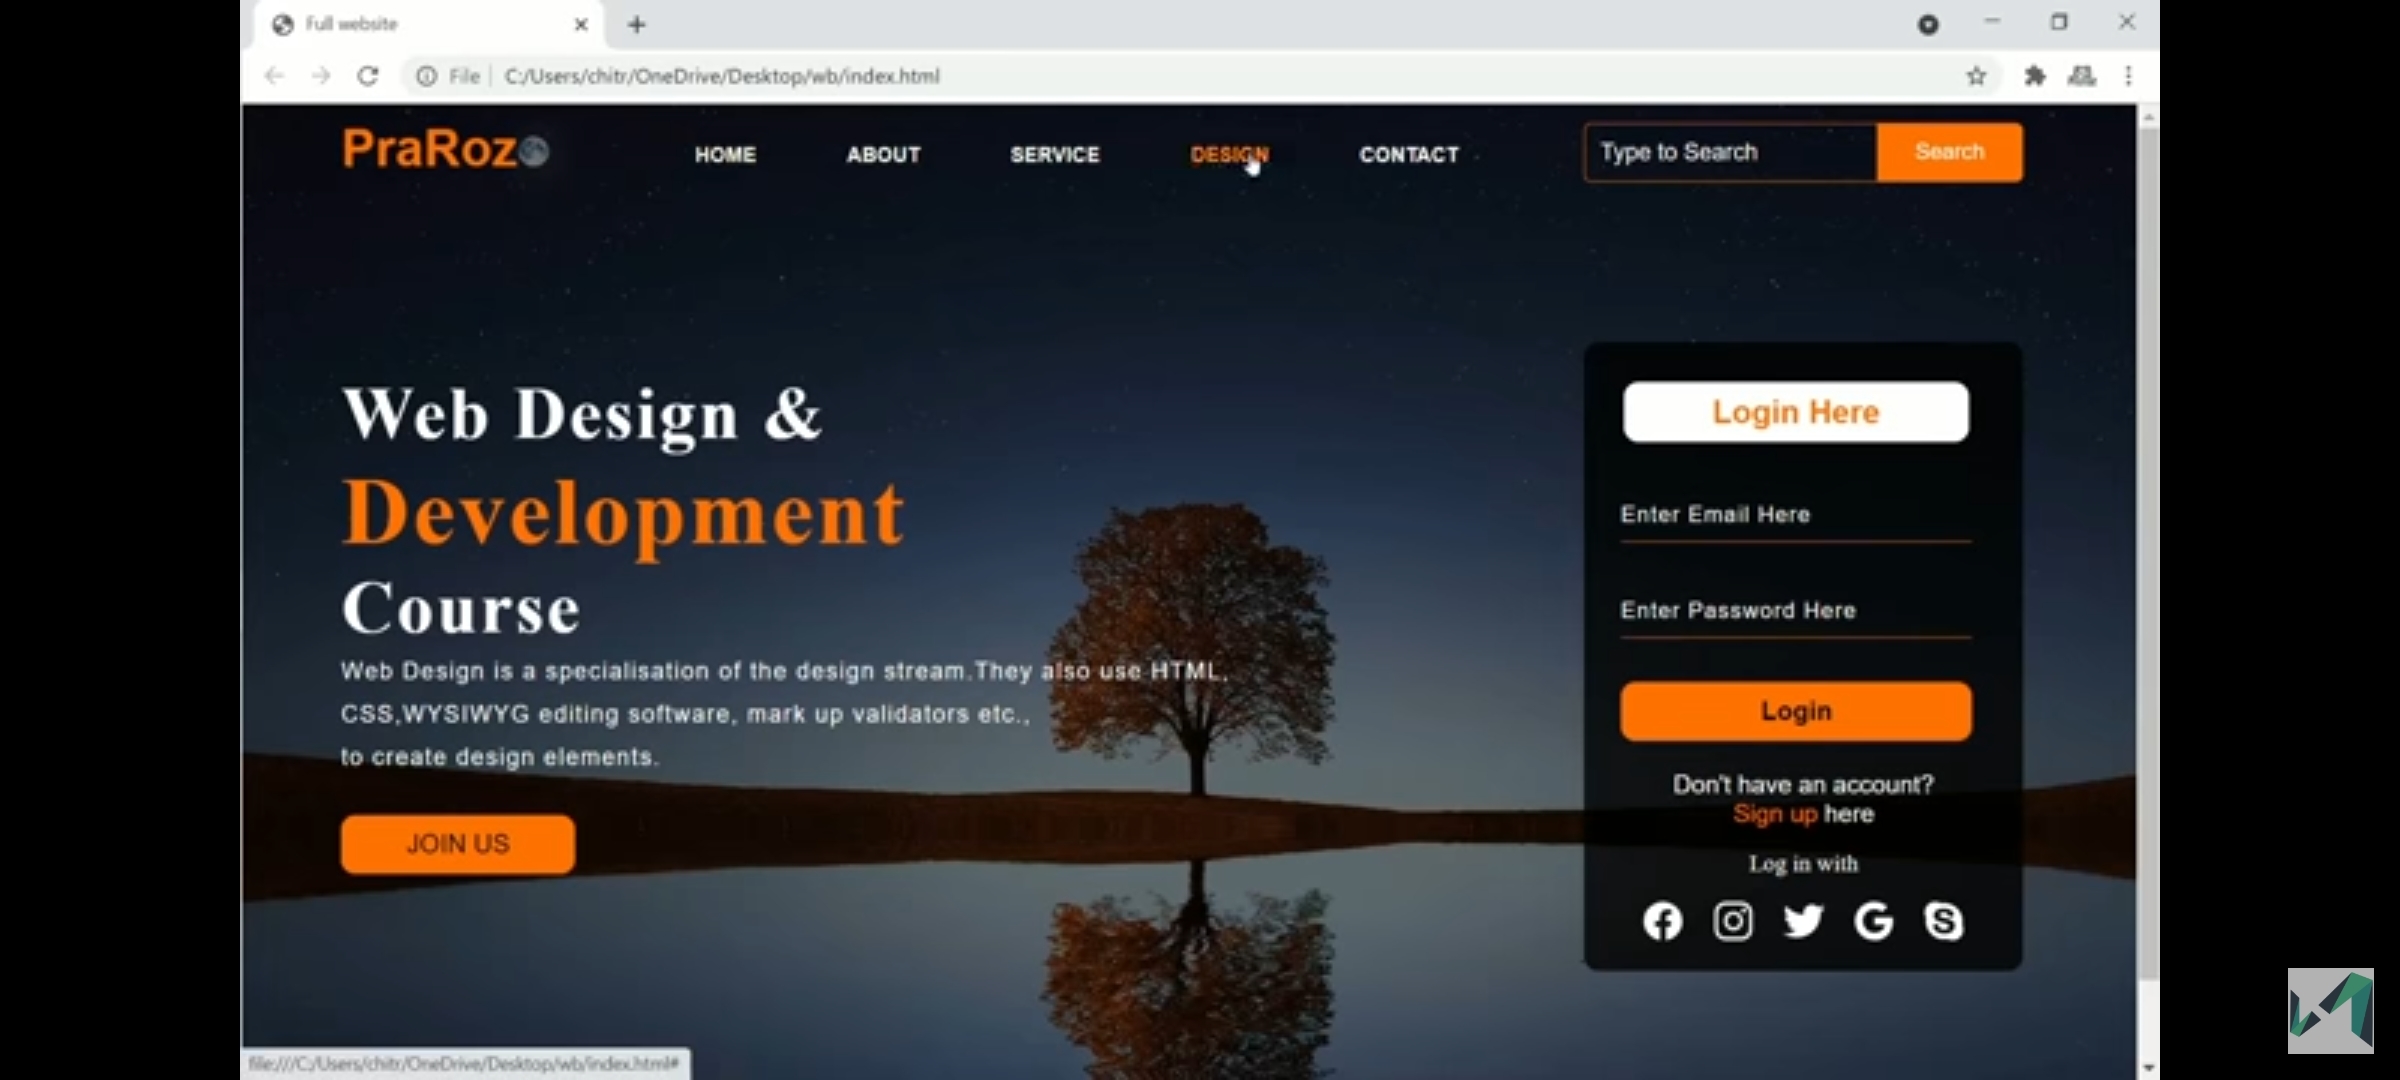 Full website
File C:/Users/chitr/OneDrive/Desktop/wb/index.html
PraRoz
HOME ABOUT SERVICE DESIGN CONTACT
Type to Search Search
Web Design &
Development
Course
Web Design is a specialisation of the design stream.They also use HTML,
CSS,WYSIWYG editing software, mark up validators etc.,
to create design elements.
JOIN US
Login Here
Enter Email Here
Enter Password Here
Login
Don't have an account?
Sign up here
Log in with
file:///C:/Users/chitr/OneDrive/Desktop/wb/index.html#